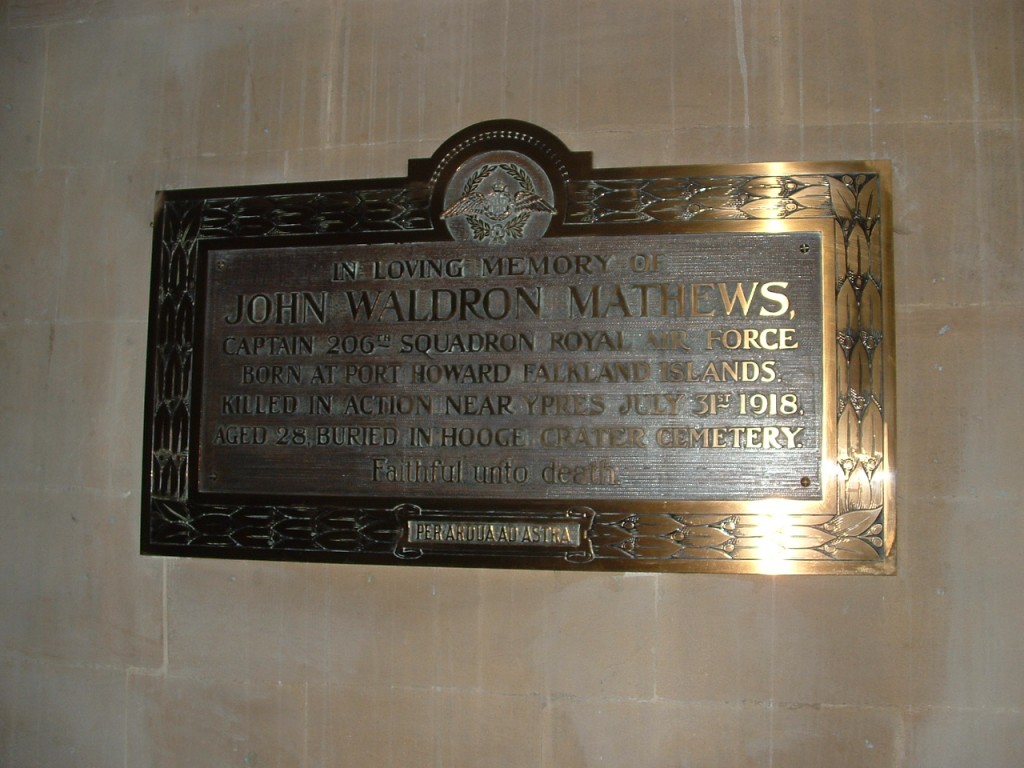 IN LOVING MEMORY OF
JOHN WALDRON MATHEWS,
CAPTAIN 206TH SQUADRON ROYAL AIR FORCE
BORN AT PORT HOWARD FALKLAND ISLANDS.
KILLED IN ACTION NEAR YPRES JULY 31ST 1918.
AGED 28, BURIED IN HOOGE CRATER CEMETERY.
Faithful unto death.
PER ARDUA AD ASTRA